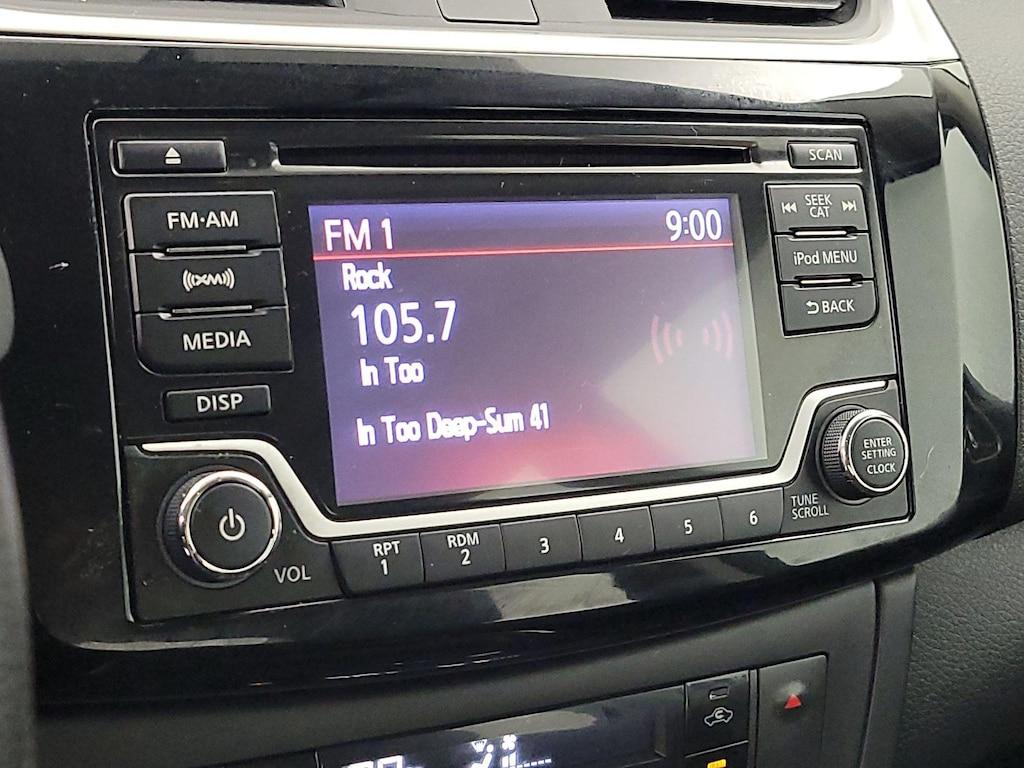 SCAN
FM·AM
SEEK
CAT
FM 1 9:00
Rock
XM
iPod MENU
105.7
BACK
MEDIA
In Too
DISP
In Too Deep-Sum 41
ENTER
SETTING
CLOCK
TUNE
SCROLL
VOL
RPT
1
RDM
2
3
4
5
6